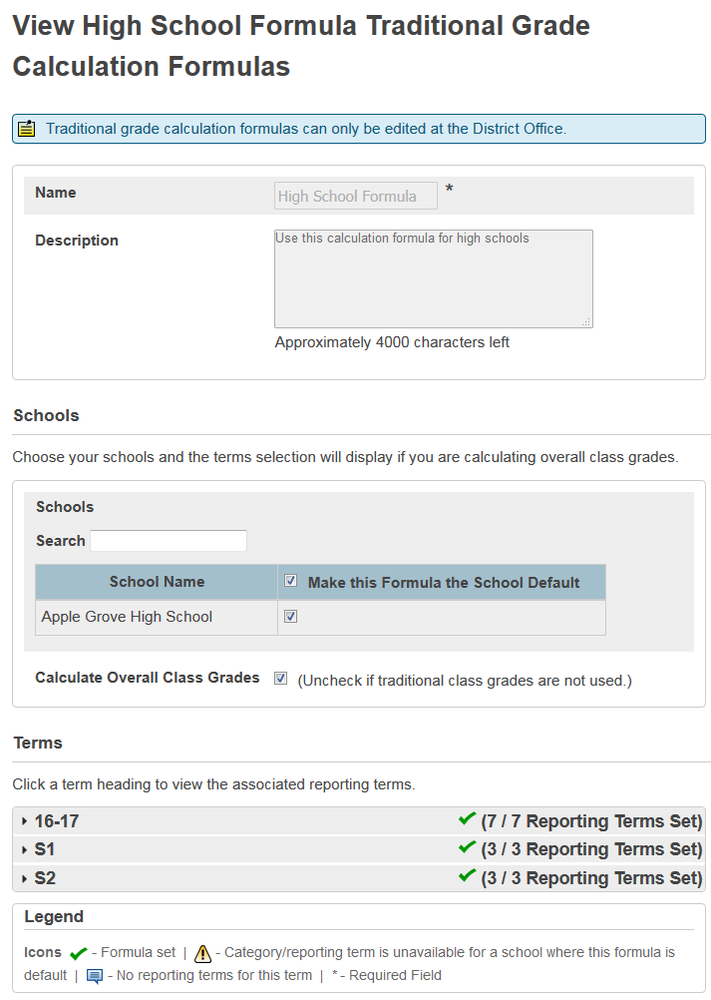 View High School Formula Traditional Grade
Calculation Formulas
Traditional grade calculation formulas can only be edited at the District Office.
Name High School Formula *
Description Use this calculation formula for high schools
Approximately 4000 characters left
Schools
Choose your schools and the terms selection will display if you are calculating overall class grades.
Schools
Search
School Name Make this Formula the School Default
Apple Grove High School
Calculate Overall Class Grades (Uncheck if traditional class grades are not used.)
Terms
Click a term heading to view the associated reporting terms.
16-17 (7 / 7 Reporting Terms Set)
S1 (3 / 3 Reporting Terms Set)
S2 (3 / 3 Reporting Terms Set)
Legend
Icons - Formula set | - Category/reporting term is unavailable for a school where this formula is
default | - No reporting terms for this term | * - Required Field